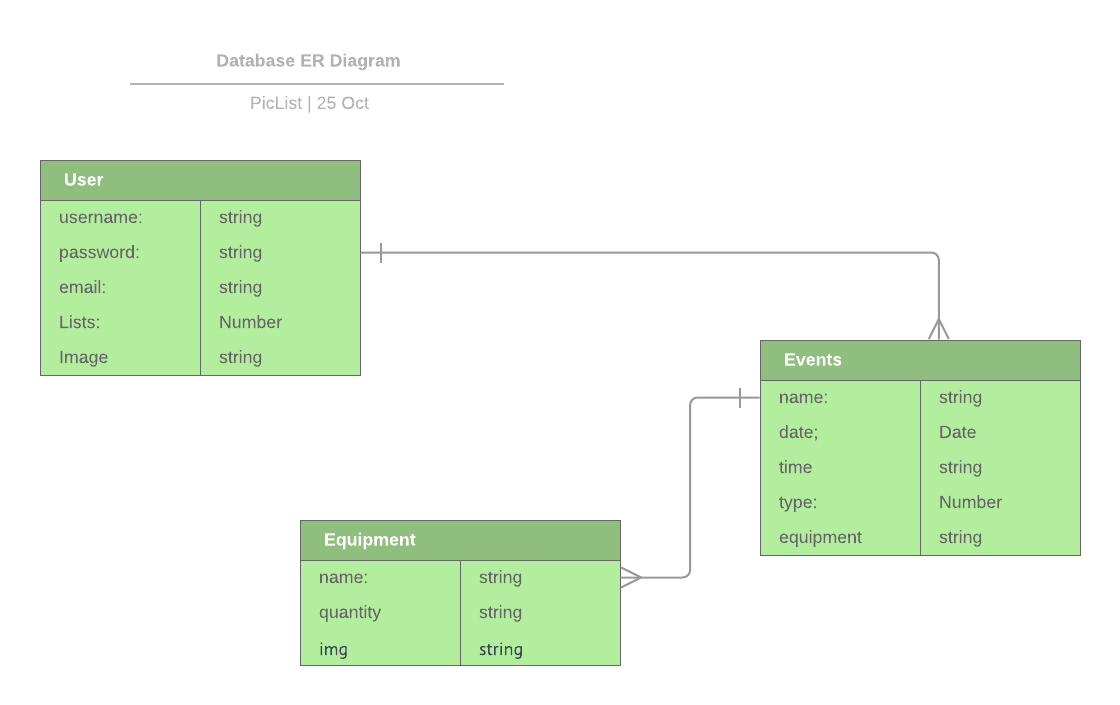 Database ER Diagram
PicList | 25 Oct
User
username: string
password: string
email: string
Lists: Number
Image string
Events
name: string
date; Date
time string
type: Number
equipment string
Equipment
name: string
quantity string
img string